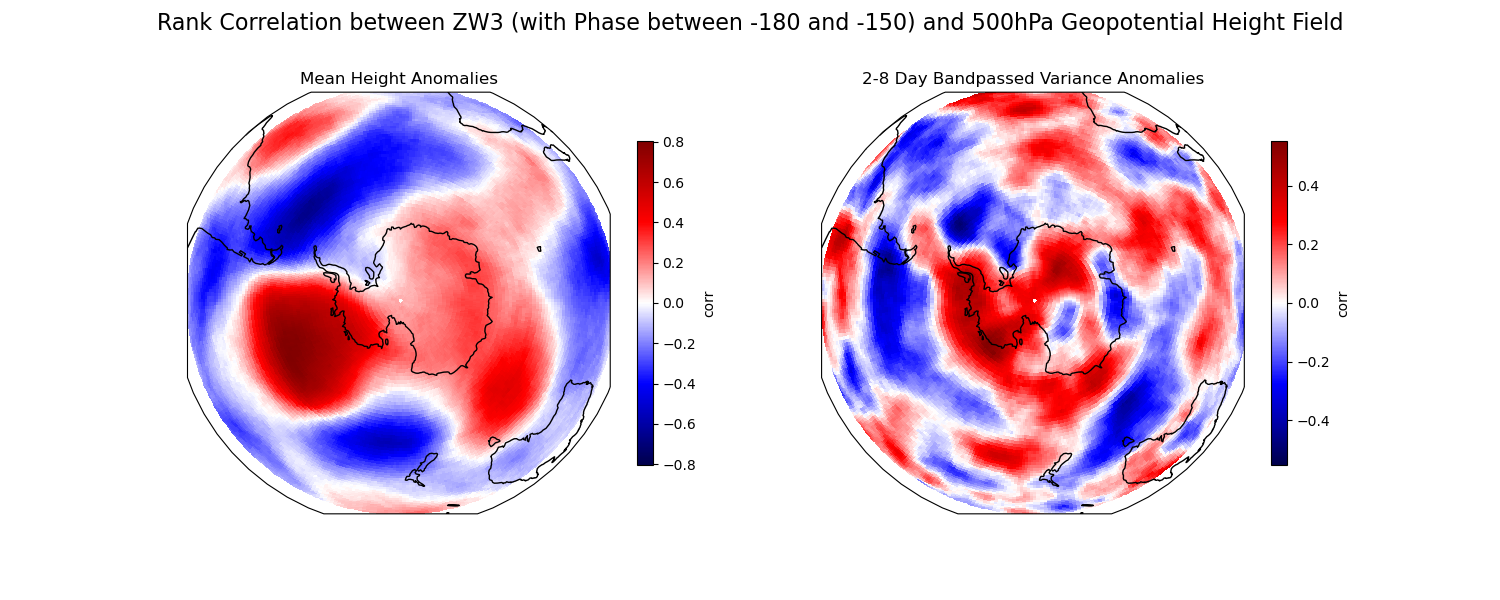 Rank Correlation between ZW3 (with Phase between -180 and -150) and 500hPa Geopotential Height Field
Mean Height Anomalies
0.8
0.6
0.4
0.2
0.0
−0.2
−0.4
−0.6
−0.8
corr
2-8 Day Bandpassed Variance Anomalies
0.4
0.2
0.0
−0.2
−0.4
corr